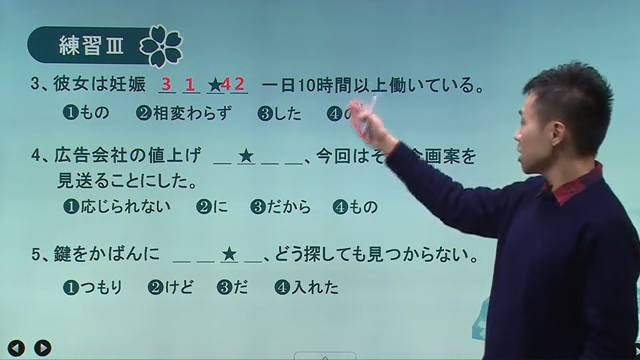 練習Ⅲ
3、彼女は妊娠 3 1 ★4 2 一日10時間以上働いている。
❶もの ❷相変わらず ❸した ❹の
4、広告会社の値上げ ＿ ★ ＿ ＿、今回はそ 企画案を
見送ることにした。
❶応じられない ❷に ❸だから ❹もの
5、鍵をかばんに ＿ ＿ ★ ＿、どう探しても見つからない。
❶つもり ❷けど ❸だ ❹入れた